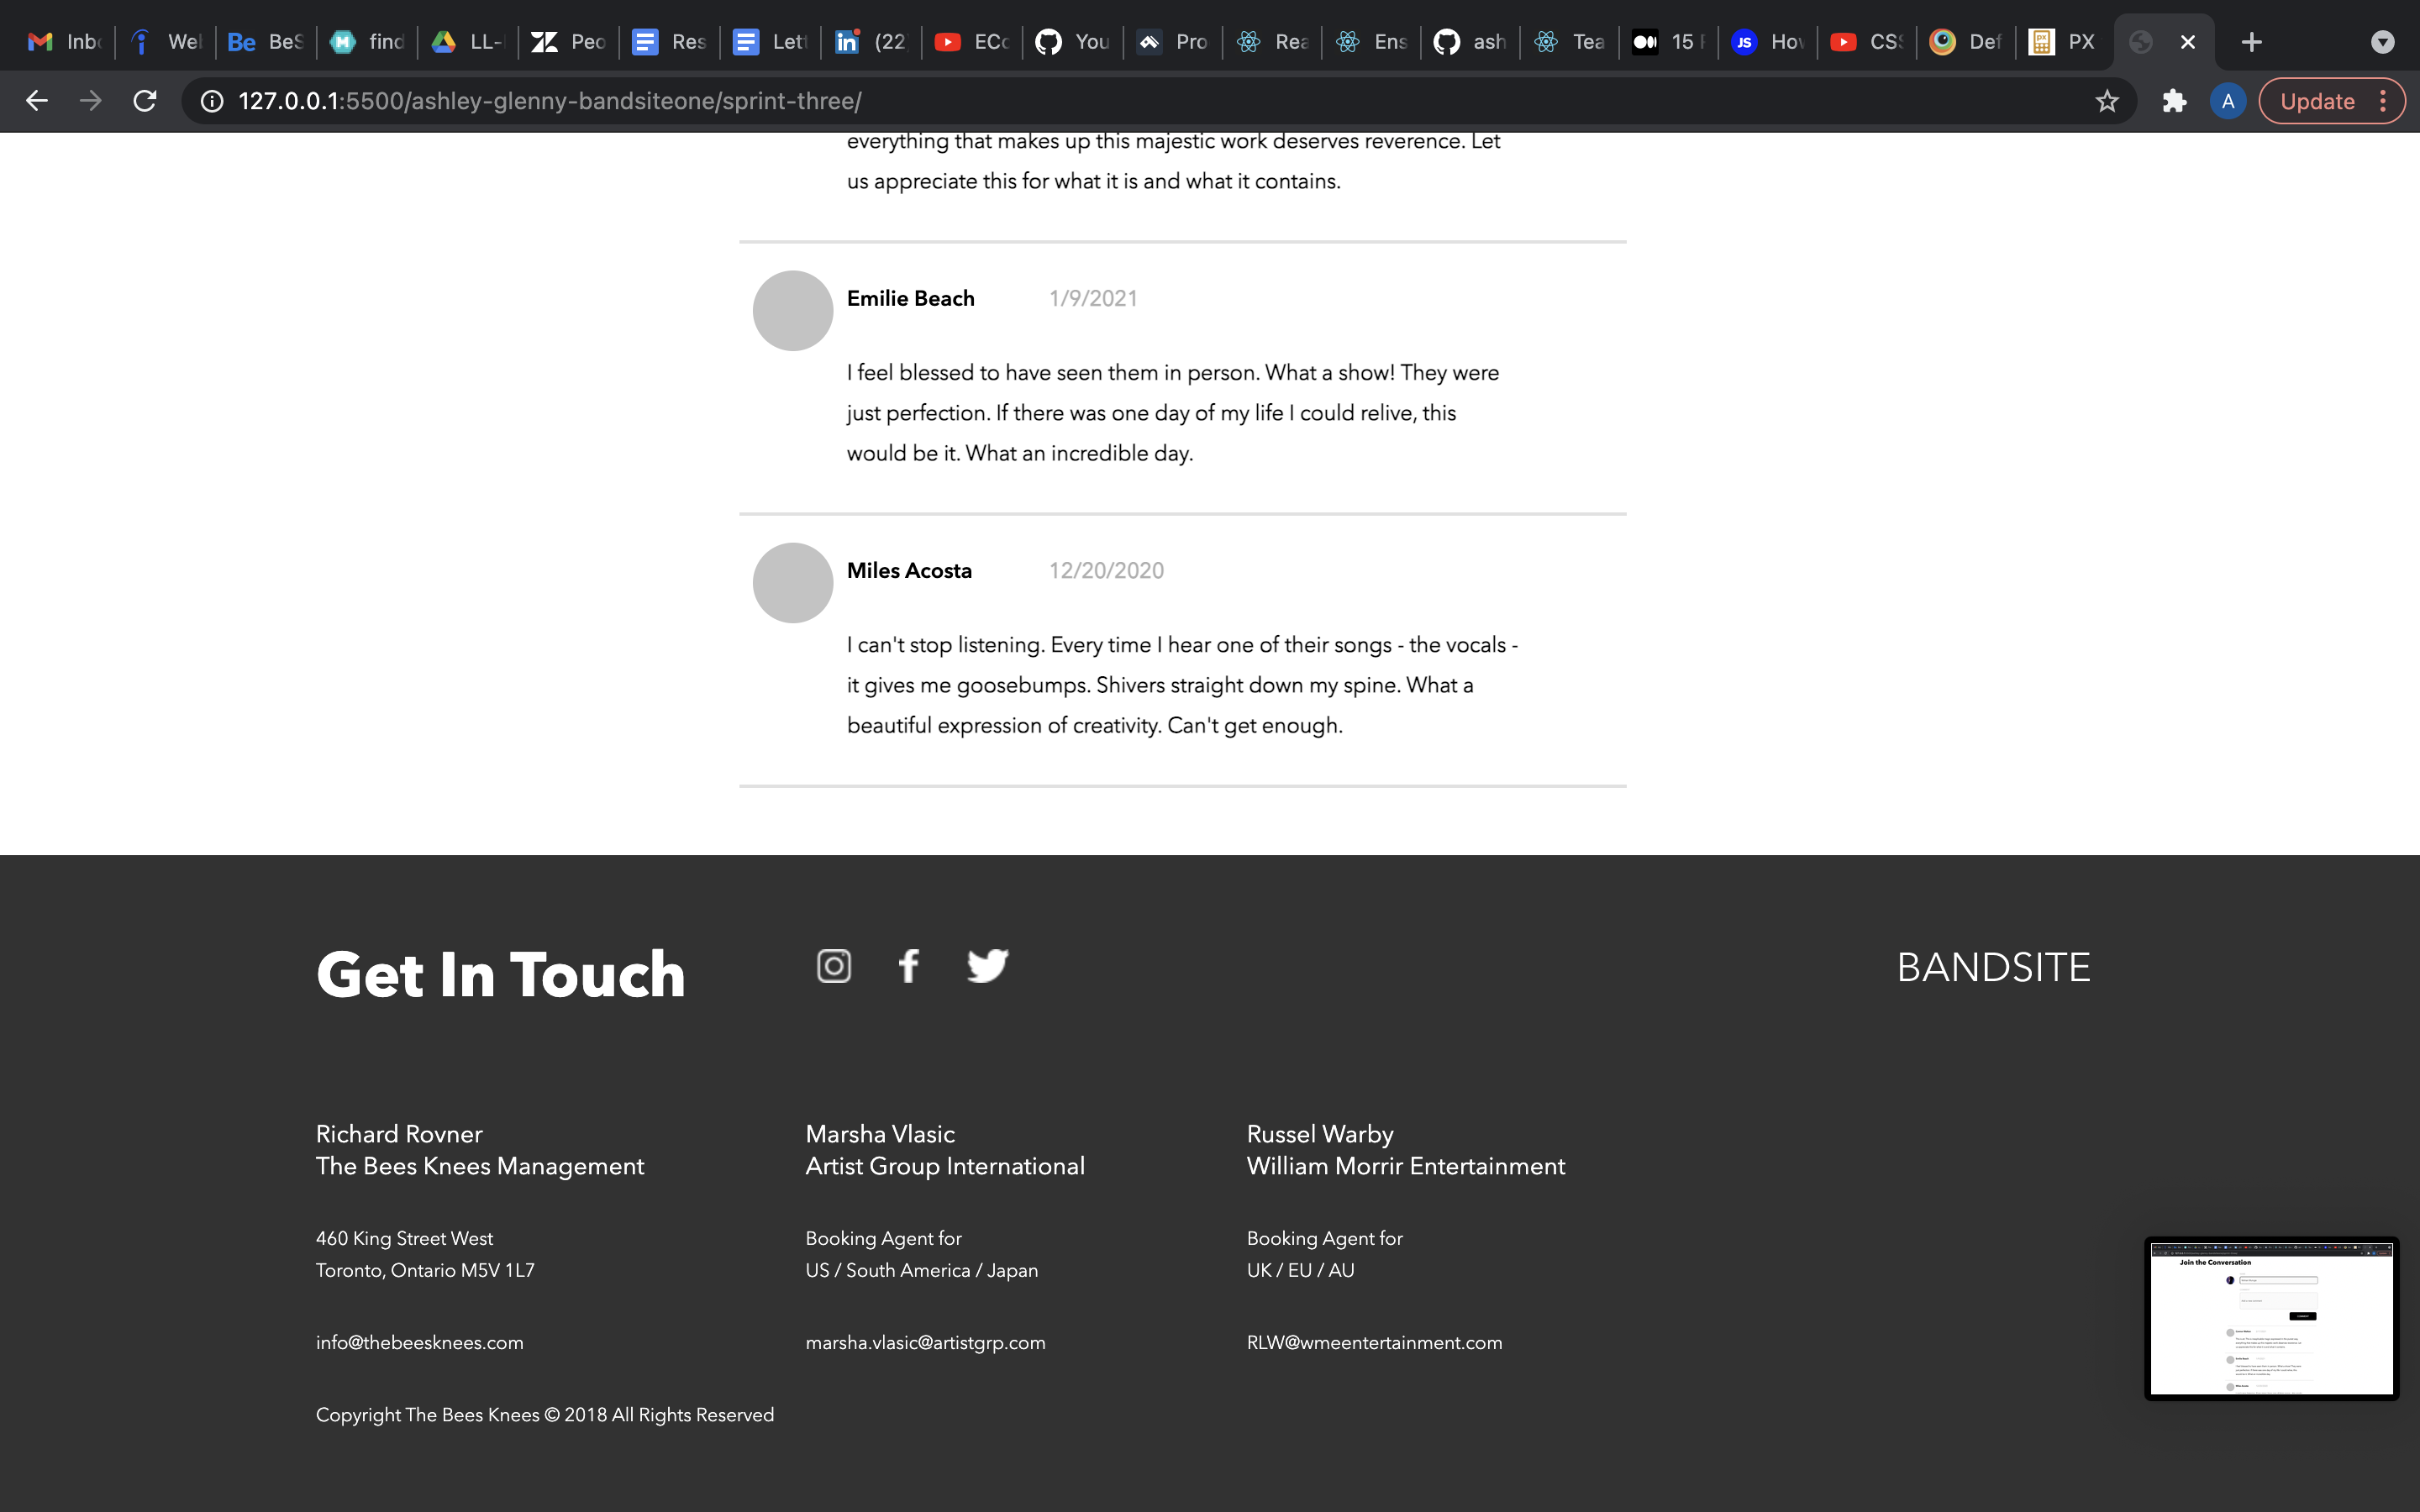 Inbo
Wel
Be BeS
find
LL-
Peo
Res
Lett
in (22
ECo
You
Pro
Rea
Ens
ash
Tea
15 F
JS How
CSS
Def
PX
127.0.0.1:5500/ashley-glenny-bandsiteone/sprint-three/
A
Update
everything that makes up this majestic work deserves reverence. Let
us appreciate this for what it is and what it contains.
Emilie Beach 1/9/2021
I feel blessed to have seen them in person. What a show! They were
just perfection. If there was one day of my life I could relive, this
would be it. What an incredible day.
Miles Acosta 12/20/2020
I can't stop listening. Every time I hear one of their songs - the vocals -
it gives me goosebumps. Shivers straight down my spine. What a
beautiful expression of creativity. Can't get enough.
Get In Touch
BANDSITE
Richard Rovner
The Bees Knees Management
460 King Street West
Toronto, Ontario M5V 1L7
info@thebeesknees.com
Marsha Vlasic
Artist Group International
Booking Agent for
US / South America / Japan
marsha.vlasic@artistgrp.com
Russel Warby
William Morrir Entertainment
Booking Agent for
UK / EU / AU
RLW@wmeentertainment.com
Copyright The Bees Knees © 2018 All Rights Reserved
Join the Conversation